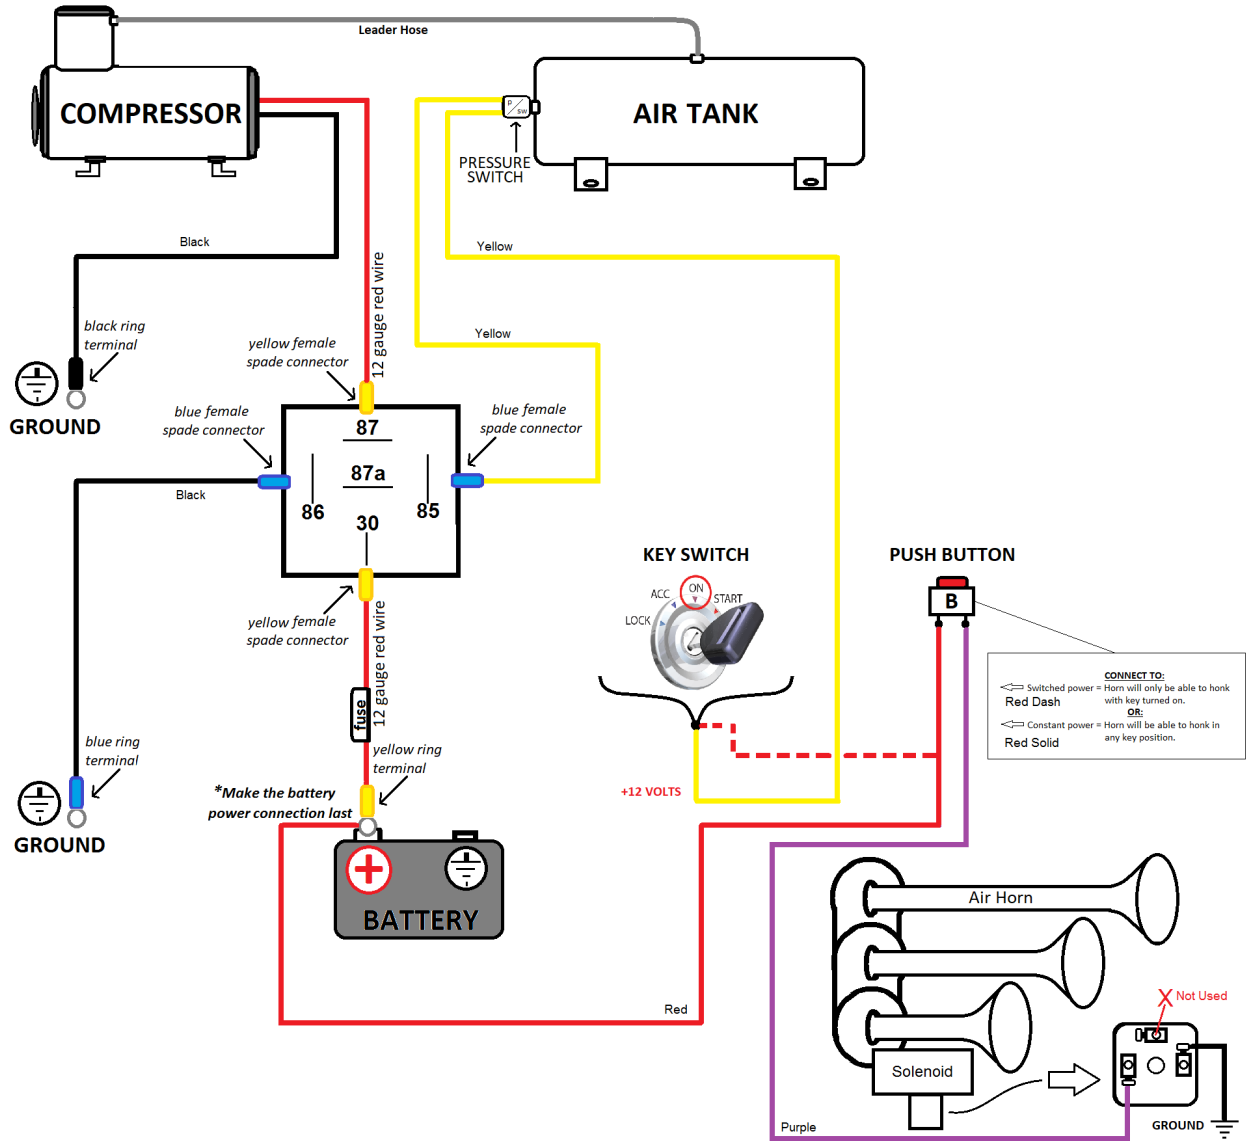 Leader Hose
COMPRESSOR
AIR TANK
p
sw
PRESSURE
SWITCH
Black
Yellow
12 gauge red wire
black ring
terminal
yellow female
spade connector
Yellow
GROUND
blue female
spade connector
blue female
spade connector
87
87a
86
85
30
Black
KEY SWITCH
PUSH BUTTON
ACC
ON
START
LOCK
B
yellow female
spade connector
12 gauge red wire
fuse
CONNECT TO:
Switched power = Horn will only be able to honk
Red Dash
with key turned on.
OR:
Constant power = Horn will be able to honk in
Red Solid
any key position.
blue ring
terminal
yellow ring
terminal
*Make the battery
power connection last
+12 VOLTS
GROUND
+
BATTERY
Air Horn
Red
X Not Used
Solenoid
Purple
GROUND